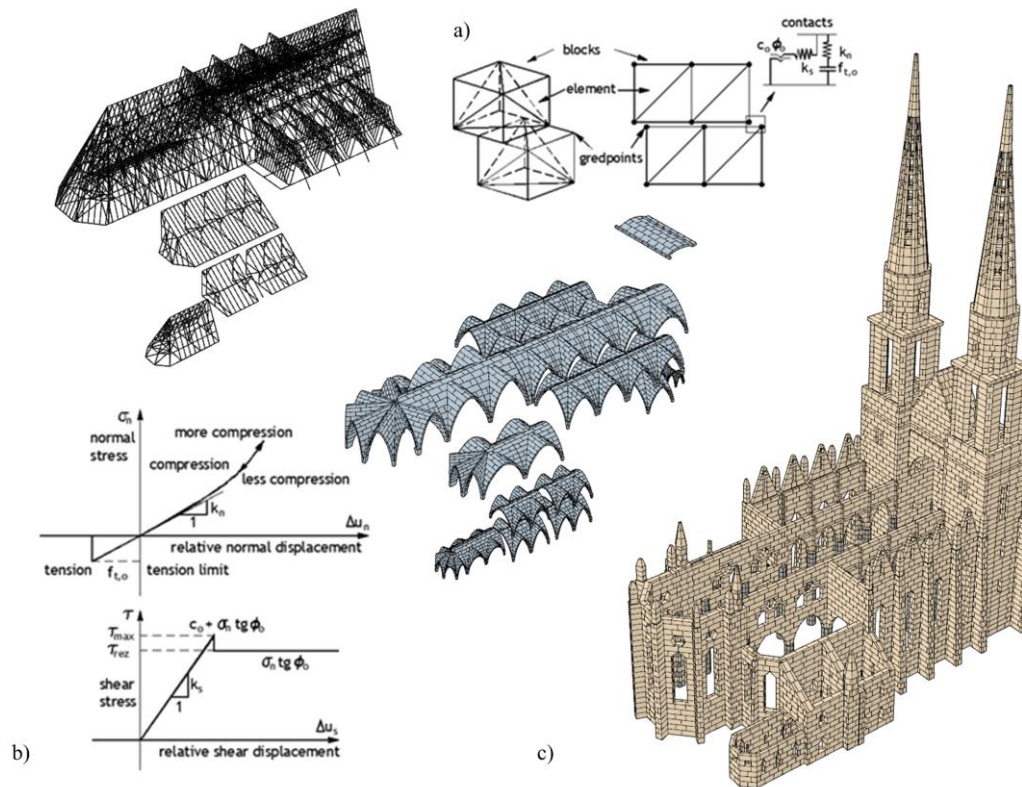 a)
contacts
blocks
c₀ ϕ₀
kₙ
kₛ
fₜ,₀
element
gredpoints
σₙ
normal
stress
more compression
compression
less compression
kₙ
1
Δuₙ
relative normal displacement
tension
fₜ,₀
tension limit
τ
τmax
c₀ + σₙ tg ϕ₀
τrez
σₙ tg ϕ₀
shear
stress
kₛ
1
Δuₛ
relative shear displacement
b)
c)